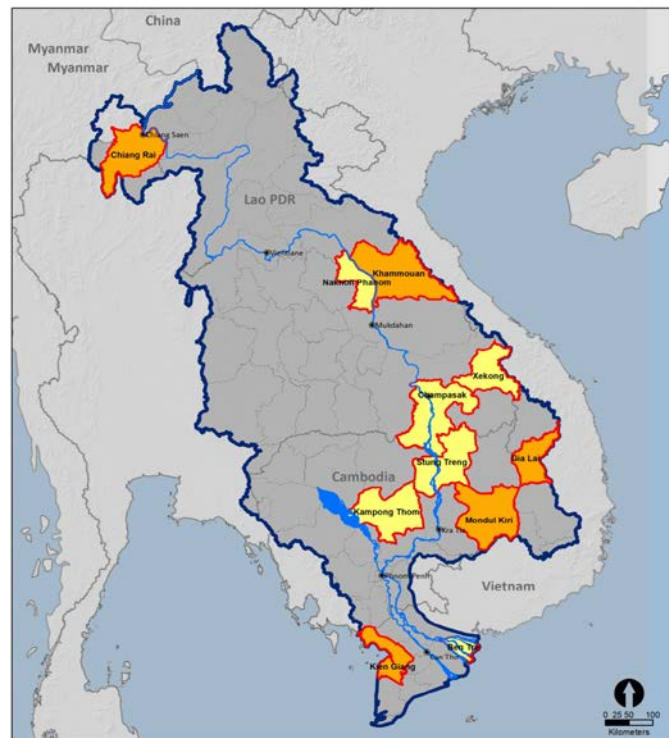 China
Myanmar
Myanmar
Chiang Saen
Chiang Rai
Lao PDR
Vientiane
Khammouan
Nakhon Phanom
Mukdahan
Xekong
Champasak
Gia Lai
Stung Treng
Cambodia
Kampong Thom
Mondul Kiri
Kra Tie
Phnom Penh
Vietnam
Ben Tre
Can Tho
Kien Giang
0 25 50 100
Kilometers